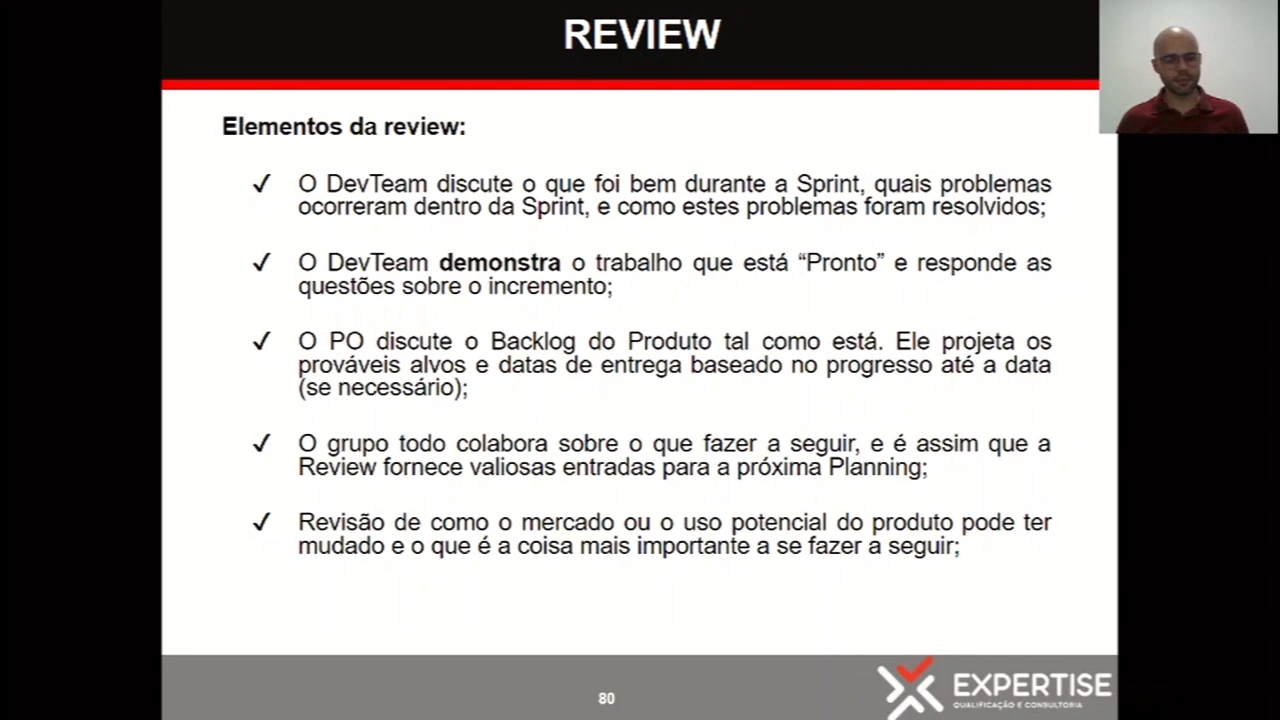 REVIEW
Elementos da review:
✓ O DevTeam discute o que foi bem durante a Sprint, quais problemas
ocorreram dentro da Sprint, e como estes problemas foram resolvidos;
✓ O DevTeam demonstra o trabalho que está “Pronto” e responde as
questões sobre o incremento;
✓ O PO discute o Backlog do Produto tal como está. Ele projeta os
prováveis alvos e datas de entrega baseado no progresso até a data
(se necessário);
✓ O grupo todo colabora sobre o que fazer a seguir, e é assim que a
Review fornece valiosas entradas para a próxima Planning;
✓ Revisão de como o mercado ou o uso potencial do produto pode ter
mudado e o que é a coisa mais importante a se fazer a seguir;
80
EXPERTISE
QUALIFICAÇÃO E CONSULTORIA